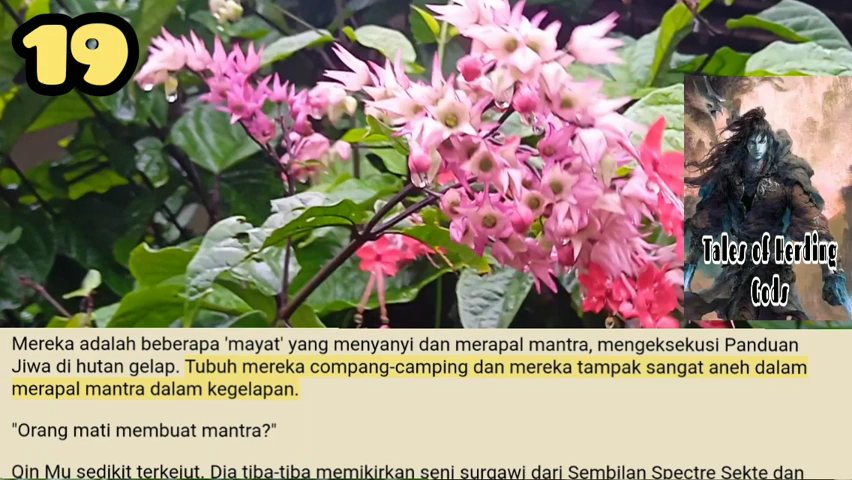 19
Tales of Herding
Gods
Mereka adalah beberapa 'mayat' yang menyanyi dan merapal mantra, mengeksekusi Panduan
Jiwa di hutan gelap. Tubuh mereka compang-camping dan mereka tampak sangat aneh dalam
merapal mantra dalam kegelapan.
"Orang mati membuat mantra?"
Qin Mu sedikit terkejut. Dia tiba-tiba memikirkan seni surgawi dari Sembilan Spectre Sekte dan